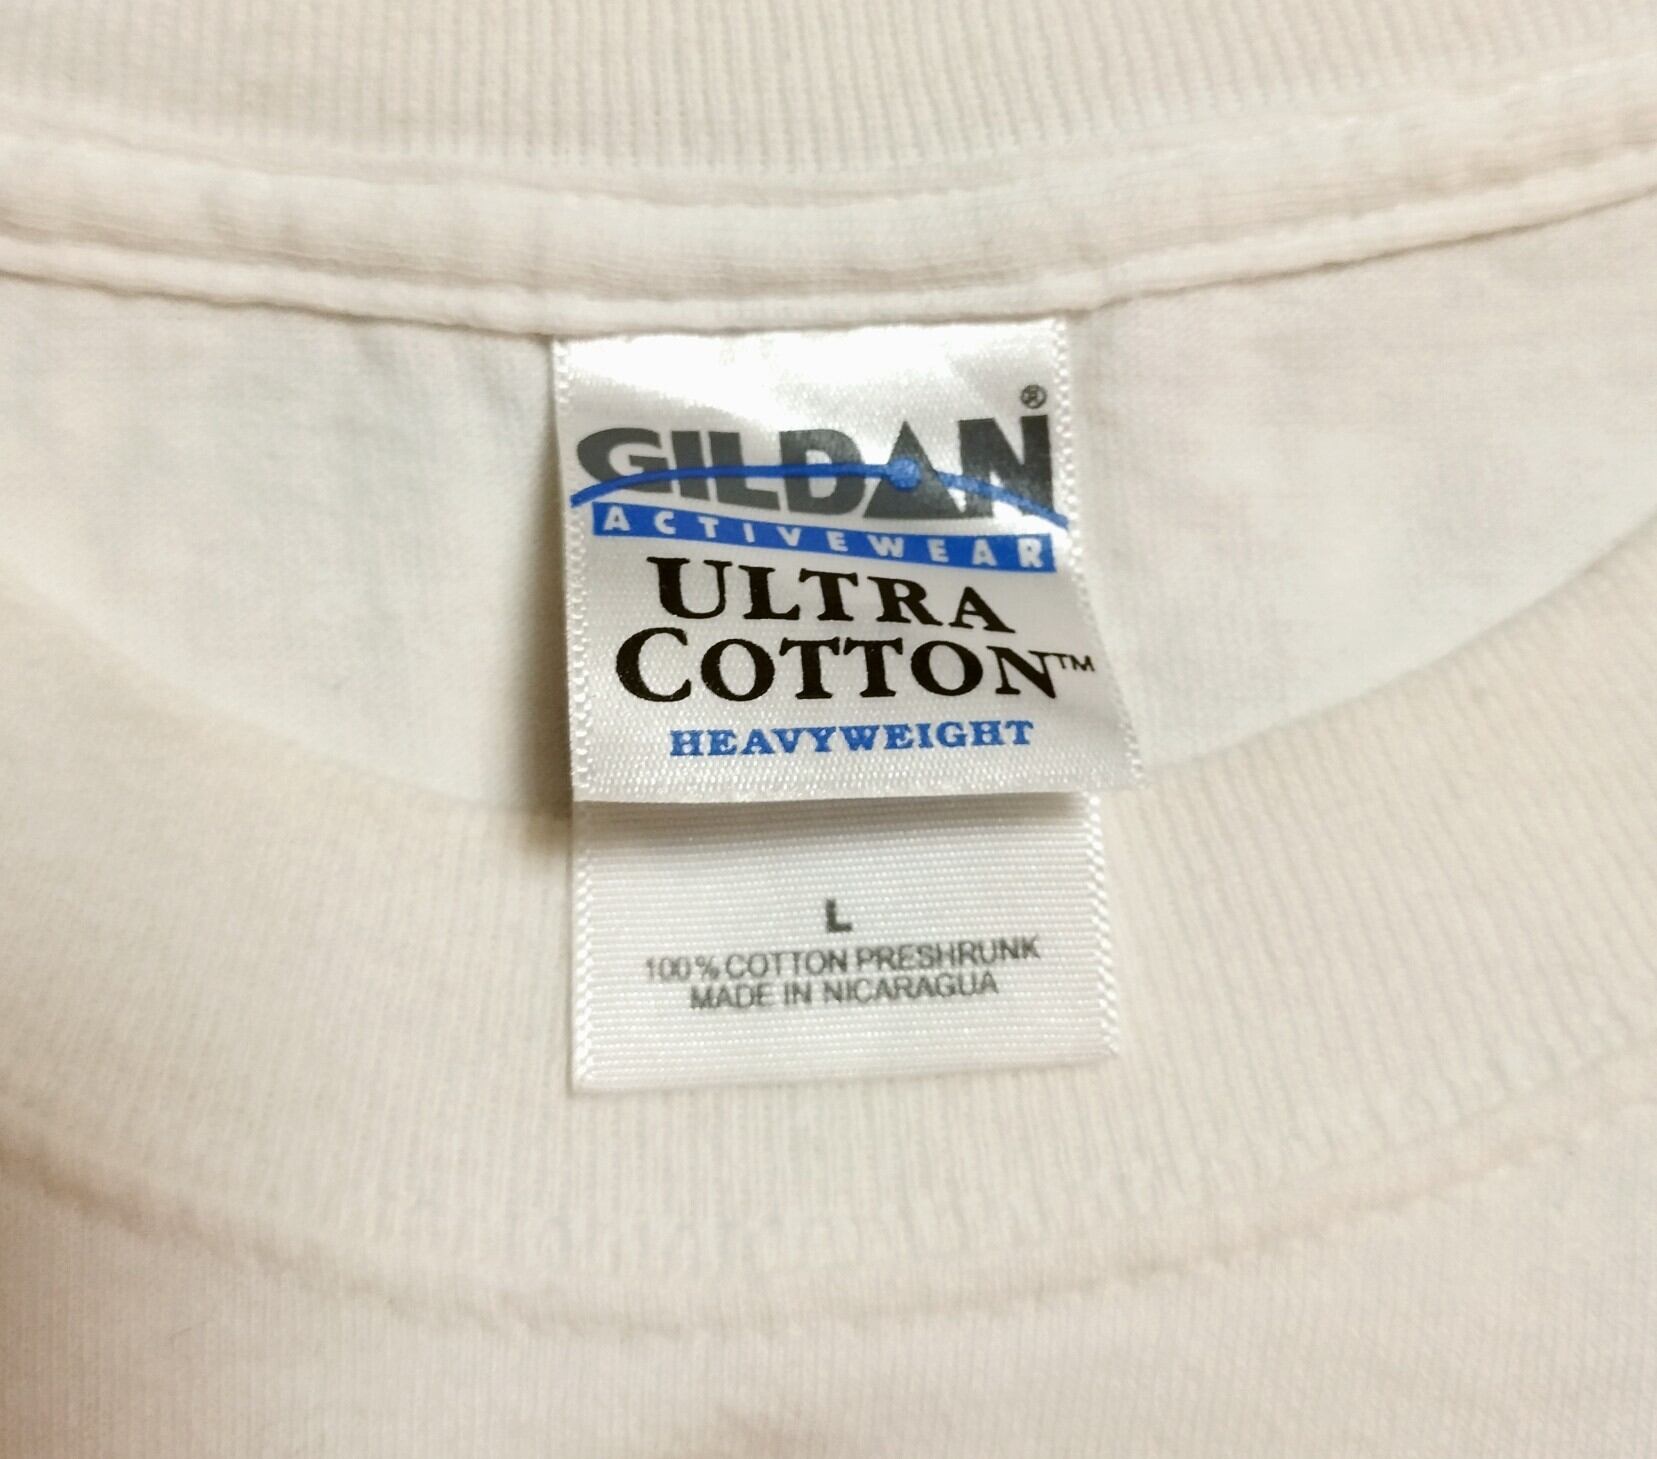 GILDAN®
ACTIVEWEAR
ULTRA
COTTON™
HEAVYWEIGHT
L
100% COTTON PRESHRUNK
MADE IN NICARAGUA